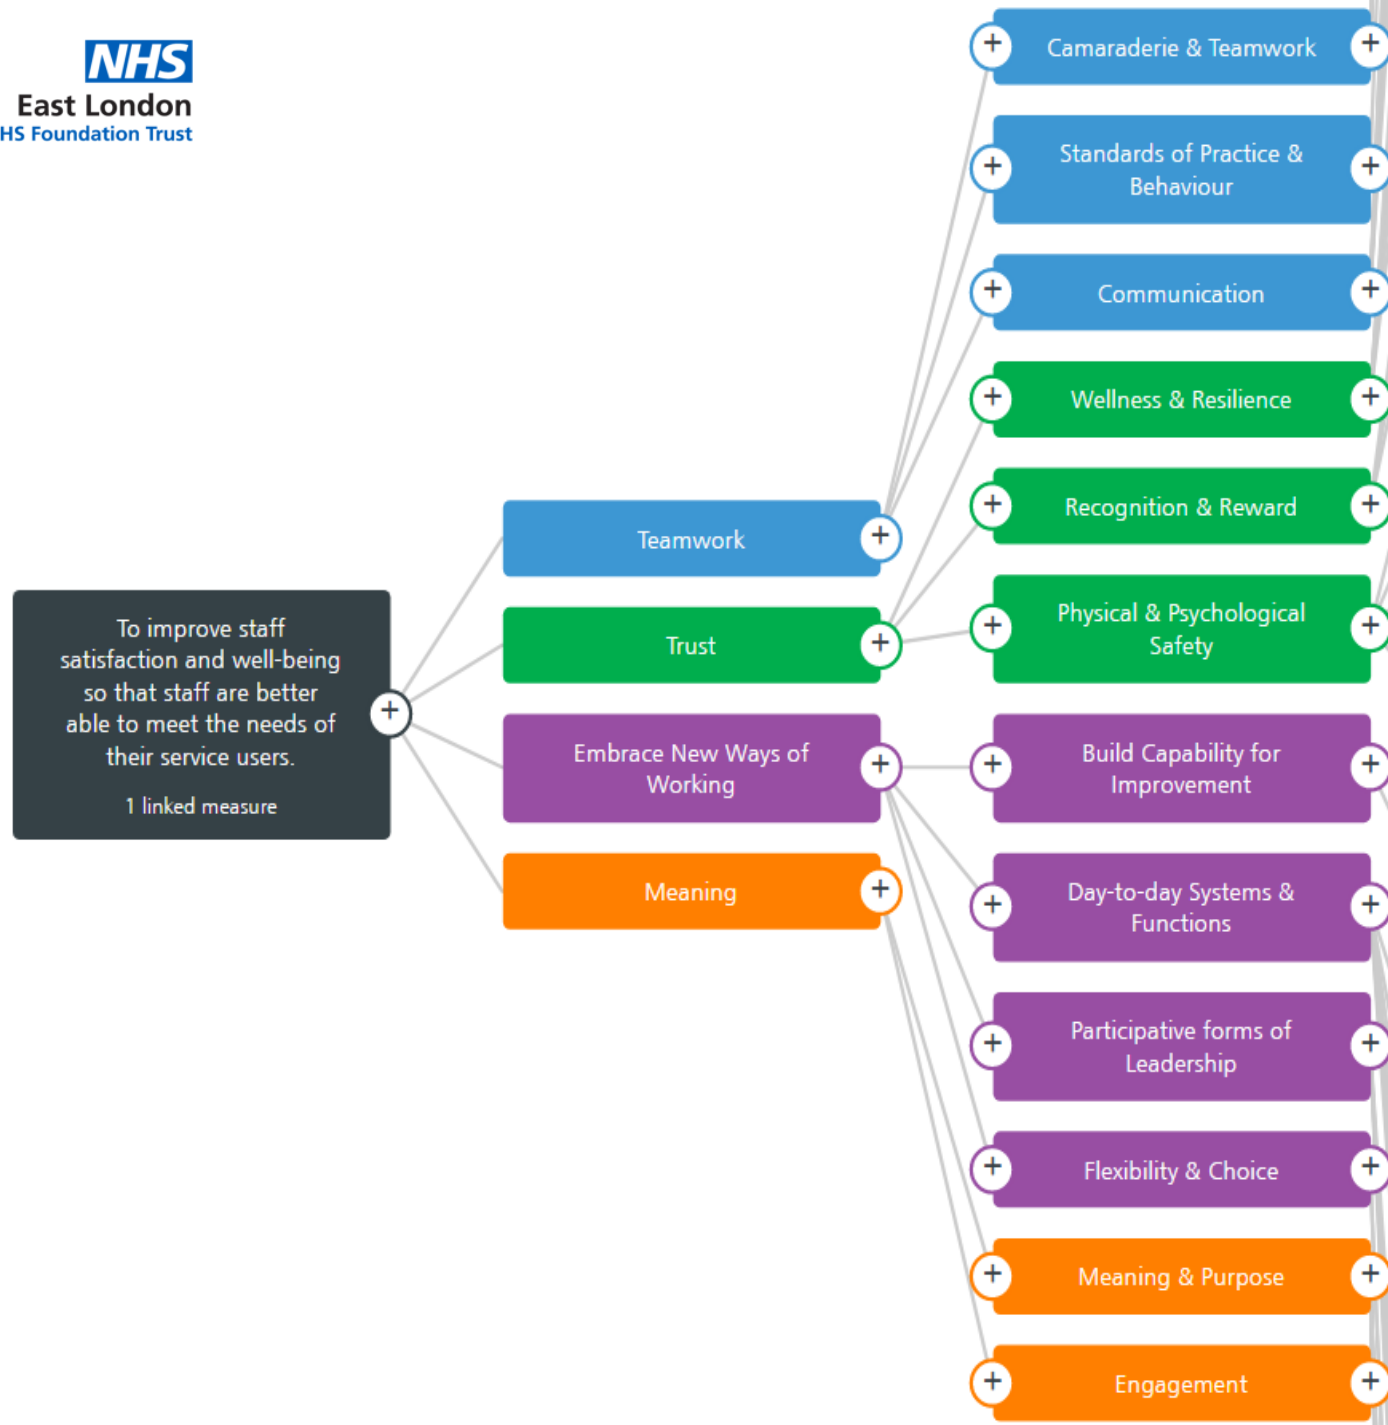 NHS
East London
HS Foundation Trust
To improve staff
satisfaction and well-being
so that staff are better
able to meet the needs of
their service users.
1 linked measure
Teamwork
Trust
Embrace New Ways of
Working
Meaning
Camaraderie & Teamwork
Standards of Practice &
Behaviour
Communication
Wellness & Resilience
Recognition & Reward
Physical & Psychological
Safety
Build Capability for
Improvement
Day-to-day Systems &
Functions
Participative forms of
Leadership
Flexibility & Choice
Meaning & Purpose
Engagement